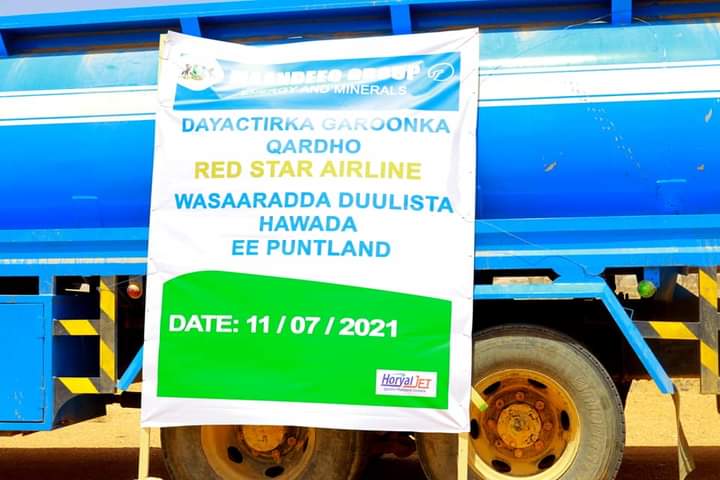 GROUP
ENERGY AND MINERALS
DAYACTIRKA GAROONKA
QARDHO
RED STAR AIRLINE
WASAARADDA DUULISTA
HAWADA
EE PUNTLAND
DATE: 11 / 07 / 2021
Horyal JET